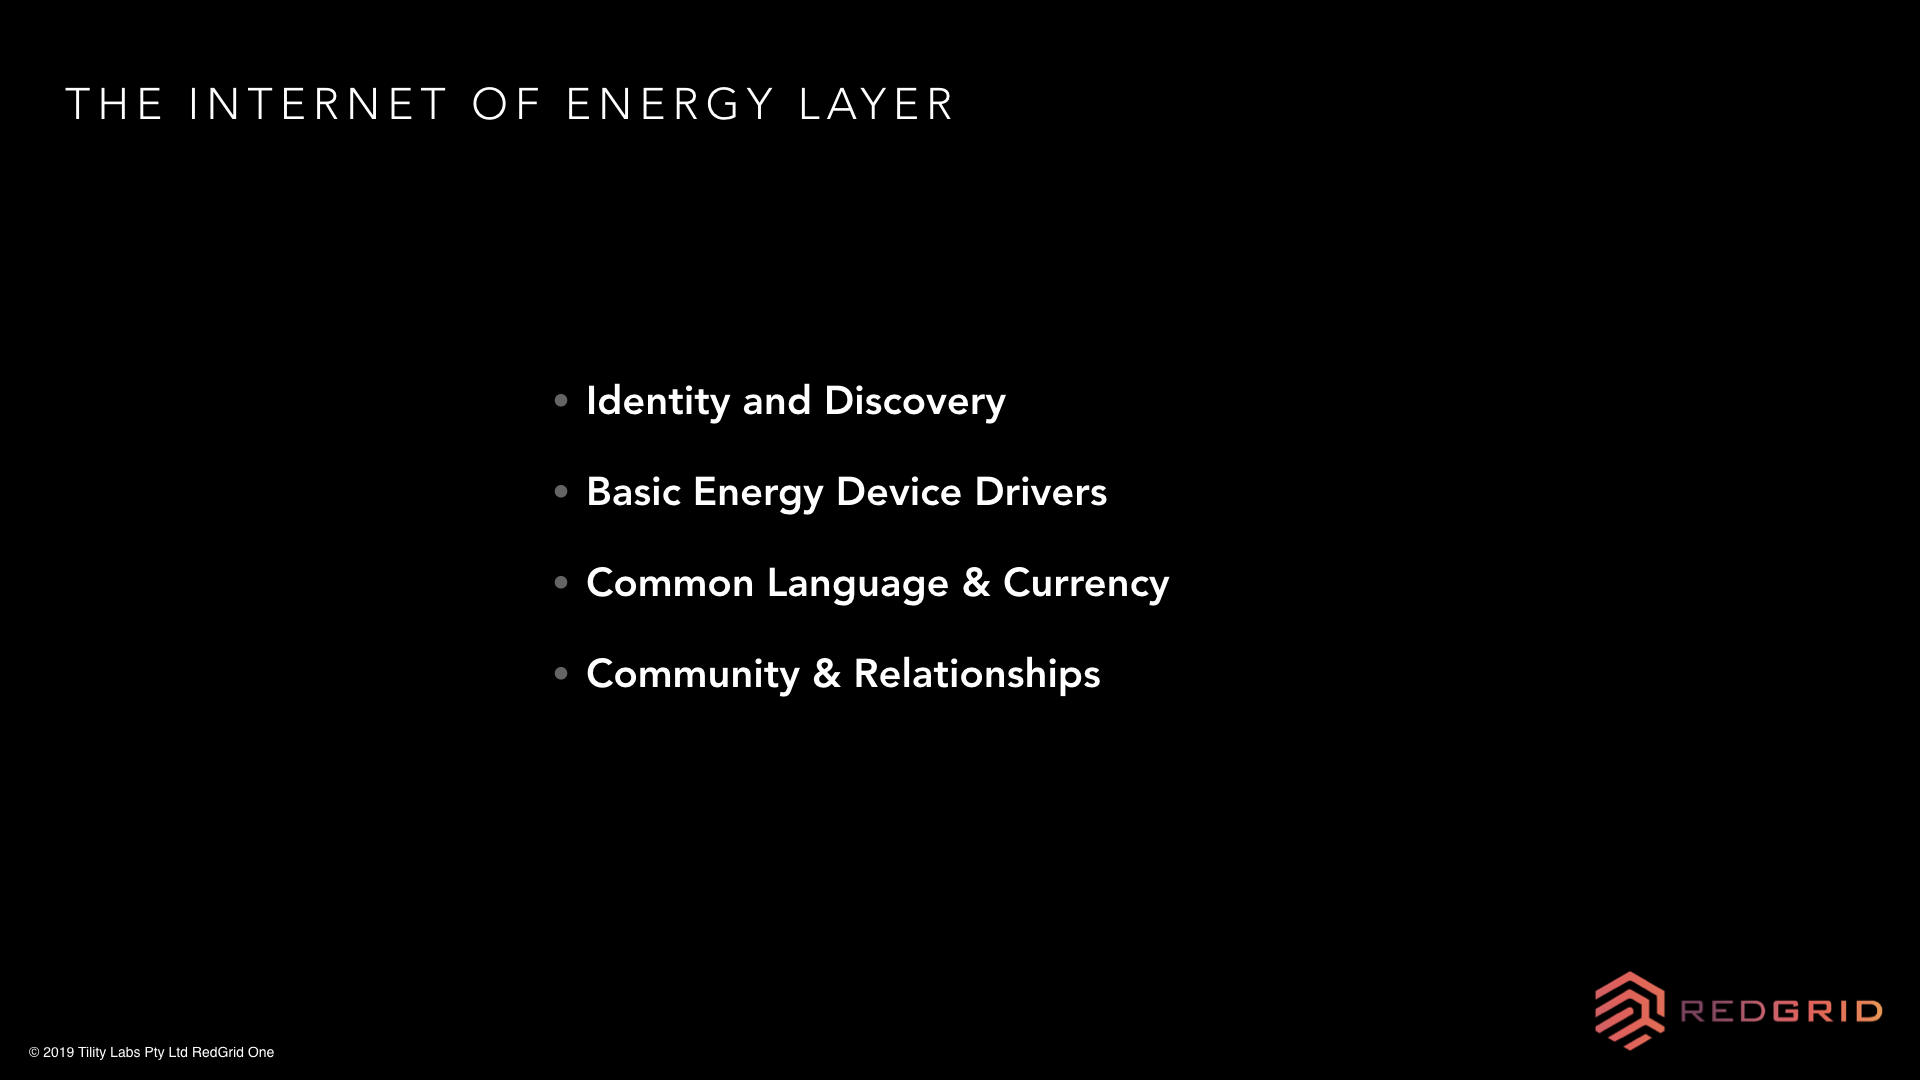 THE INTERNET OF ENERGY LAYER
• Identity and Discovery
• Basic Energy Device Drivers
• Common Language & Currency
• Community & Relationships
REDGRID
© 2019 Tility Labs Pty Ltd RedGrid One